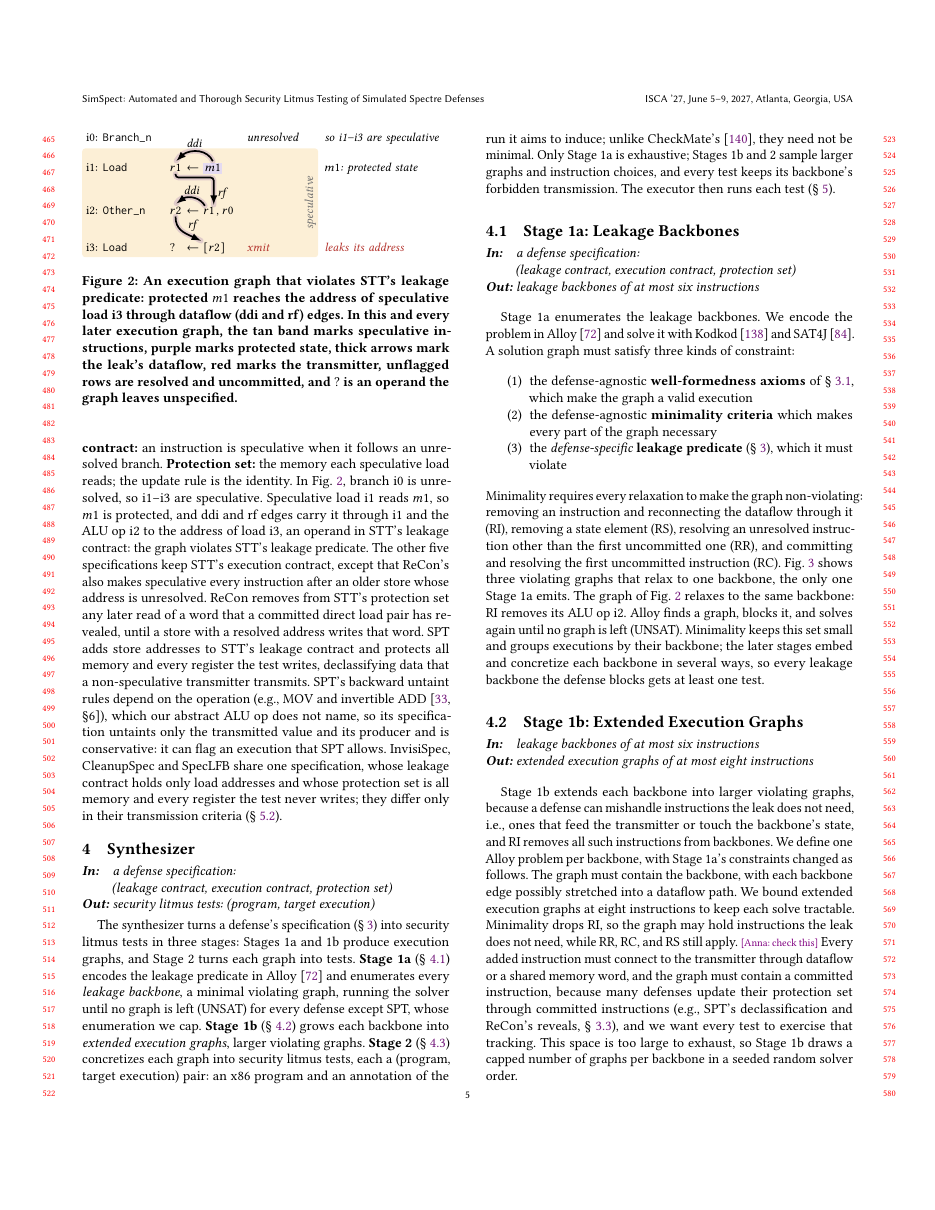 SimSpect: Automated and Thorough Security Litmus Testing of Simulated Spectre Defenses
ISCA ’27, June 5–9, 2027, Atlanta, Georgia, USA
465
466
467
468
469
470
471
472
473
474
475
476
477
478
479
480
481
482
483
484
485
486
487
488
489
490
491
492
493
494
495
496
497
498
499
500
501
502
503
504
505
506
507
508
509
510
511
512
513
514
515
516
517
518
519
520
521
522
i0: Branch_n unresolved so i1–i3 are speculative
ddi
i1: Load r1 ← m1 m1: protected state
rf
ddi
i2: Other_n r2 ← r1, r0
rf
speculative
i3: Load ? ← [r2] xmit leaks its address
Figure 2: An execution graph that violates STT’s leakage
predicate: protected m1 reaches the address of speculative
load i3 through dataflow (ddi and rf) edges. In this and every
later execution graph, the tan band marks speculative in-
structions, purple marks protected state, thick arrows mark
the leak’s dataflow, red marks the transmitter, unflagged
rows are resolved and uncommitted, and ? is an operand the
graph leaves unspecified.
contract: an instruction is speculative when it follows an unre-
solved branch. Protection set: the memory each speculative load
reads; the update rule is the identity. In Fig. 2, branch i0 is unre-
solved, so i1–i3 are speculative. Speculative load i1 reads m1, so
m1 is protected, and ddi and rf edges carry it through i1 and the
ALU op i2 to the address of load i3, an operand in STT’s leakage
contract: the graph violates STT’s leakage predicate. The other five
specifications keep STT’s execution contract, except that ReCon’s
also makes speculative every instruction after an older store whose
address is unresolved. ReCon removes from STT’s protection set
any later read of a word that a committed direct load pair has re-
vealed, until a store with a resolved address writes that word. SPT
adds store addresses to STT’s leakage contract and protects all
memory and every register the test writes, declassifying data that
a non-speculative transmitter transmits. SPT’s backward untaint
rules depend on the operation (e.g., MOV and invertible ADD [33,
§6]), which our abstract ALU op does not name, so its specifica-
tion untaints only the transmitted value and its producer and is
conservative: it can flag an execution that SPT allows. InvisiSpec,
CleanupSpec and SpecLFB share one specification, whose leakage
contract holds only load addresses and whose protection set is all
memory and every register the test never writes; they differ only
in their transmission criteria (§ 5.2).
4 Synthesizer
In: a defense specification:
(leakage contract, execution contract, protection set)
Out: security litmus tests: (program, target execution)
The synthesizer turns a defense’s specification (§ 3) into security
litmus tests in three stages: Stages 1a and 1b produce execution
graphs, and Stage 2 turns each graph into tests. Stage 1a (§ 4.1)
encodes the leakage predicate in Alloy [72] and enumerates every
leakage backbone, a minimal violating graph, running the solver
until no graph is left (UNSAT) for every defense except SPT, whose
enumeration we cap. Stage 1b (§ 4.2) grows each backbone into
extended execution graphs, larger violating graphs. Stage 2 (§ 4.3)
concretizes each graph into security litmus tests, each a (program,
target execution) pair: an x86 program and an annotation of the
run it aims to induce; unlike CheckMate’s [140], they need not be
minimal. Only Stage 1a is exhaustive; Stages 1b and 2 sample larger
graphs and instruction choices, and every test keeps its backbone’s
forbidden transmission. The executor then runs each test (§ 5).
4.1 Stage 1a: Leakage Backbones
In: a defense specification:
(leakage contract, execution contract, protection set)
Out: leakage backbones of at most six instructions
Stage 1a enumerates the leakage backbones. We encode the
problem in Alloy [72] and solve it with Kodkod [138] and SAT4J [84].
A solution graph must satisfy three kinds of constraint:
(1) the defense-agnostic well-formedness axioms of § 3.1,
which make the graph a valid execution
(2) the defense-agnostic minimality criteria which makes
every part of the graph necessary
(3) the defense-specific leakage predicate (§ 3), which it must
violate
Minimality requires every relaxation to make the graph non-violating:
removing an instruction and reconnecting the dataflow through it
(RI), removing a state element (RS), resolving an unresolved instruc-
tion other than the first uncommitted one (RR), and committing
and resolving the first uncommitted instruction (RC). Fig. 3 shows
three violating graphs that relax to one backbone, the only one
Stage 1a emits. The graph of Fig. 2 relaxes to the same backbone:
RI removes its ALU op i2. Alloy finds a graph, blocks it, and solves
again until no graph is left (UNSAT). Minimality keeps this set small
and groups executions by their backbone; the later stages embed
and concretize each backbone in several ways, so every leakage
backbone the defense blocks gets at least one test.
4.2 Stage 1b: Extended Execution Graphs
In: leakage backbones of at most six instructions
Out: extended execution graphs of at most eight instructions
Stage 1b extends each backbone into larger violating graphs,
because a defense can mishandle instructions the leak does not need,
i.e., ones that feed the transmitter or touch the backbone’s state,
and RI removes all such instructions from backbones. We define one
Alloy problem per backbone, with Stage 1a’s constraints changed as
follows. The graph must contain the backbone, with each backbone
edge possibly stretched into a dataflow path. We bound extended
execution graphs at eight instructions to keep each solve tractable.
Minimality drops RI, so the graph may hold instructions the leak
does not need, while RR, RC, and RS still apply. [Anna: check this] Every
added instruction must connect to the transmitter through dataflow
or a shared memory word, and the graph must contain a committed
instruction, because many defenses update their protection set
through committed instructions (e.g., SPT’s declassification and
ReCon’s reveals, § 3.3), and we want every test to exercise that
tracking. This space is too large to exhaust, so Stage 1b draws a
capped number of graphs per backbone in a seeded random solver
order.
523
524
525
526
527
528
529
530
531
532
533
534
535
536
537
538
539
540
541
542
543
544
545
546
547
548
549
550
551
552
553
554
555
556
557
558
559
560
561
562
563
564
565
566
567
568
569
570
571
572
573
574
575
576
577
578
579
580
5